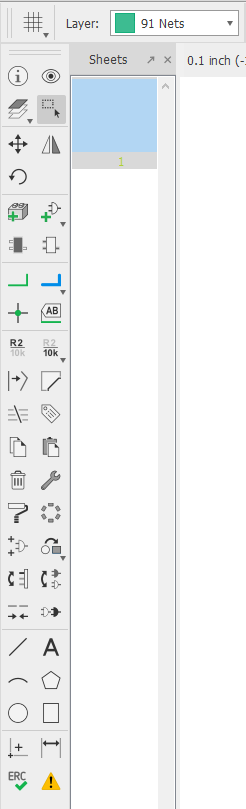 Layer: 91 Nets
Sheets
0.1 inch (-
1
AB
R2 R2
10k 10k
A
ERC